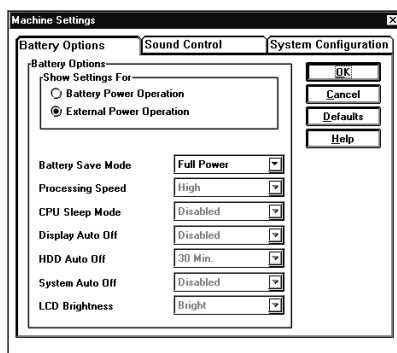 Machine Settings
Battery Options
Sound Control
System Configuration
Battery Options
Show Settings For
Battery Power Operation
External Power Operation
Battery Save Mode
Full Power
Processing Speed
High
CPU Sleep Mode
Disabled
Display Auto Off
Disabled
HDD Auto Off
30 Min.
System Auto Off
Disabled
LCD Brightness
Bright
OK
Cancel
Defaults
Help